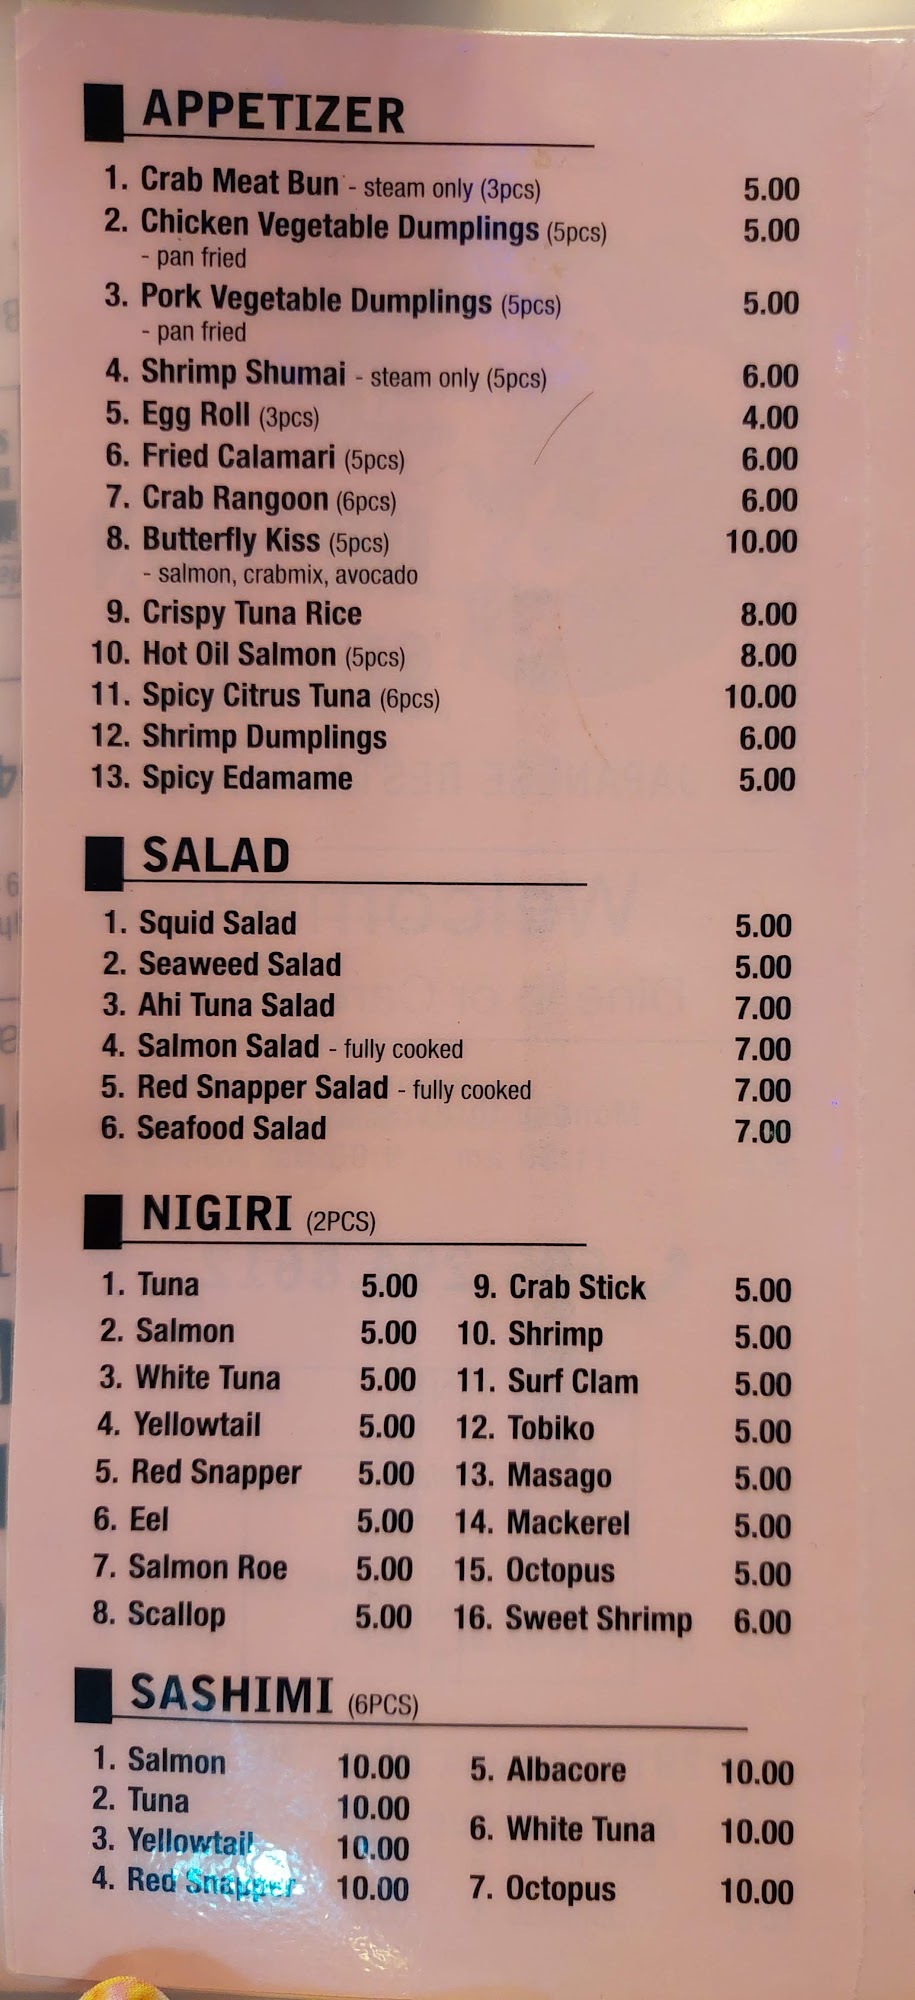 APPETIZER
1. Crab Meat Bun - steam only (3pcs) 5.00
2. Chicken Vegetable Dumplings (5pcs) 5.00
- pan fried
3. Pork Vegetable Dumplings (5pcs) 5.00
- pan fried
4. Shrimp Shumai - steam only (5pcs) 6.00
5. Egg Roll (3pcs) 4.00
6. Fried Calamari (5pcs) 6.00
7. Crab Rangoon (6pcs) 6.00
8. Butterfly Kiss (5pcs) 10.00
- salmon, crabmix, avocado
9. Crispy Tuna Rice 8.00
10. Hot Oil Salmon (5pcs) 8.00
11. Spicy Citrus Tuna (6pcs) 10.00
12. Shrimp Dumplings 6.00
13. Spicy Edamame 5.00
SALAD
1. Squid Salad 5.00
2. Seaweed Salad 5.00
3. Ahi Tuna Salad 7.00
4. Salmon Salad - fully cooked 7.00
5. Red Snapper Salad - fully cooked 7.00
6. Seafood Salad 7.00
NIGIRI (2PCS)
1. Tuna 5.00 9. Crab Stick 5.00
2. Salmon 5.00 10. Shrimp 5.00
3. White Tuna 5.00 11. Surf Clam 5.00
4. Yellowtail 5.00 12. Tobiko 5.00
5. Red Snapper 5.00 13. Masago 5.00
6. Eel 5.00 14. Mackerel 5.00
7. Salmon Roe 5.00 15. Octopus 5.00
8. Scallop 5.00 16. Sweet Shrimp 6.00
SASHIMI (6PCS)
1. Salmon 10.00 5. Albacore 10.00
2. Tuna 10.00
3. Yellowtail 10.00 6. White Tuna 10.00
4. Red Snapper 10.00 7. Octopus 10.00